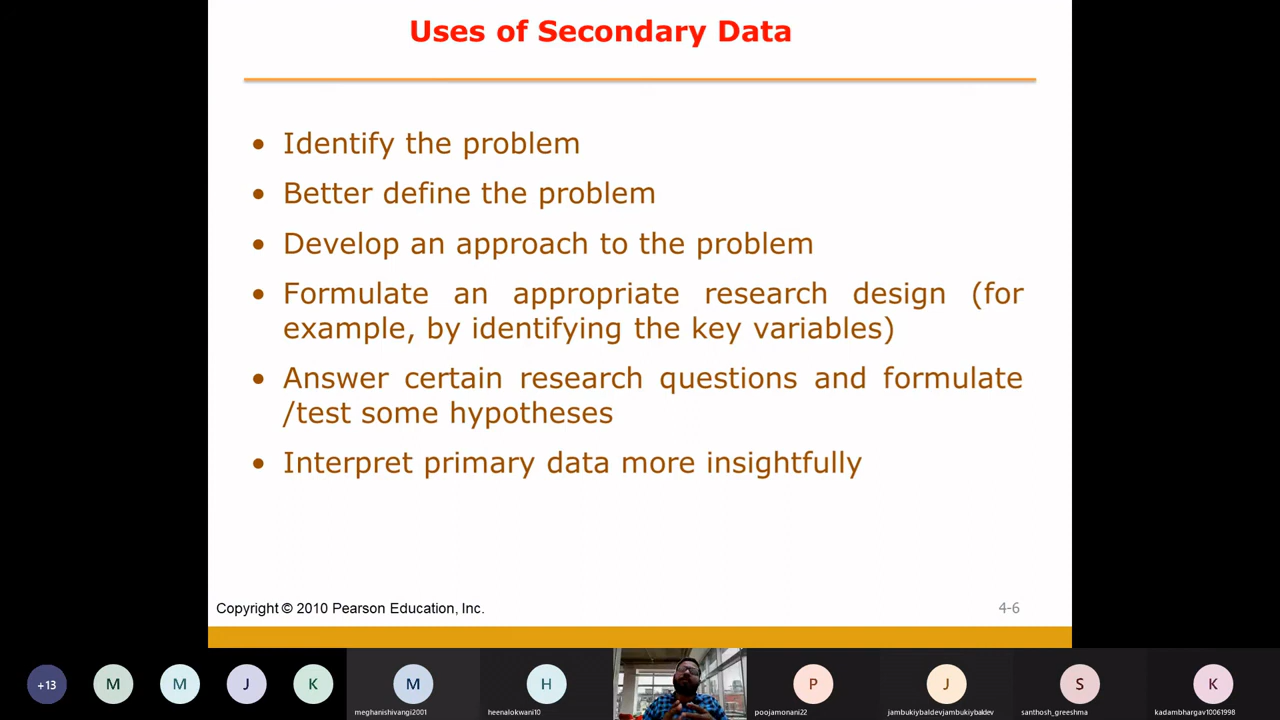 Uses of Secondary Data
• Identify the problem
• Better define the problem
• Develop an approach to the problem
• Formulate an appropriate research design (for
example, by identifying the key variables)
• Answer certain research questions and formulate
/test some hypotheses
• Interpret primary data more insightfully
Copyright © 2010 Pearson Education, Inc.
4-6
+13
M
M
J
K
M
H
P
J
S
K
meghanishivangi2001
heenalokwani10
poojamonani22
jambukiybaldevjambukiybaldev
santhosh_greeshma
kadambhargav10061998